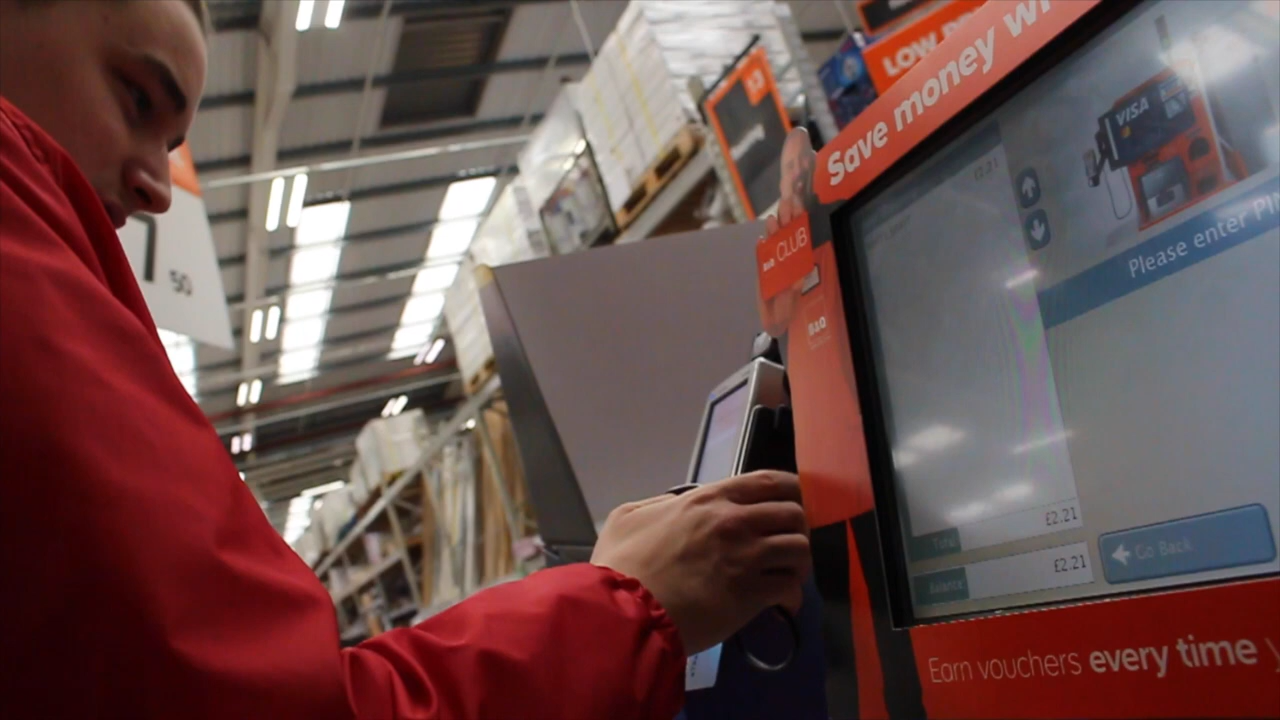 LOW
Save money wi
VISA
Please enter PI
B&Q CLUB
B&Q
50
£2.21
Total
£2.21
Balance
£2.21
Go Back
Earn vouchers every time y